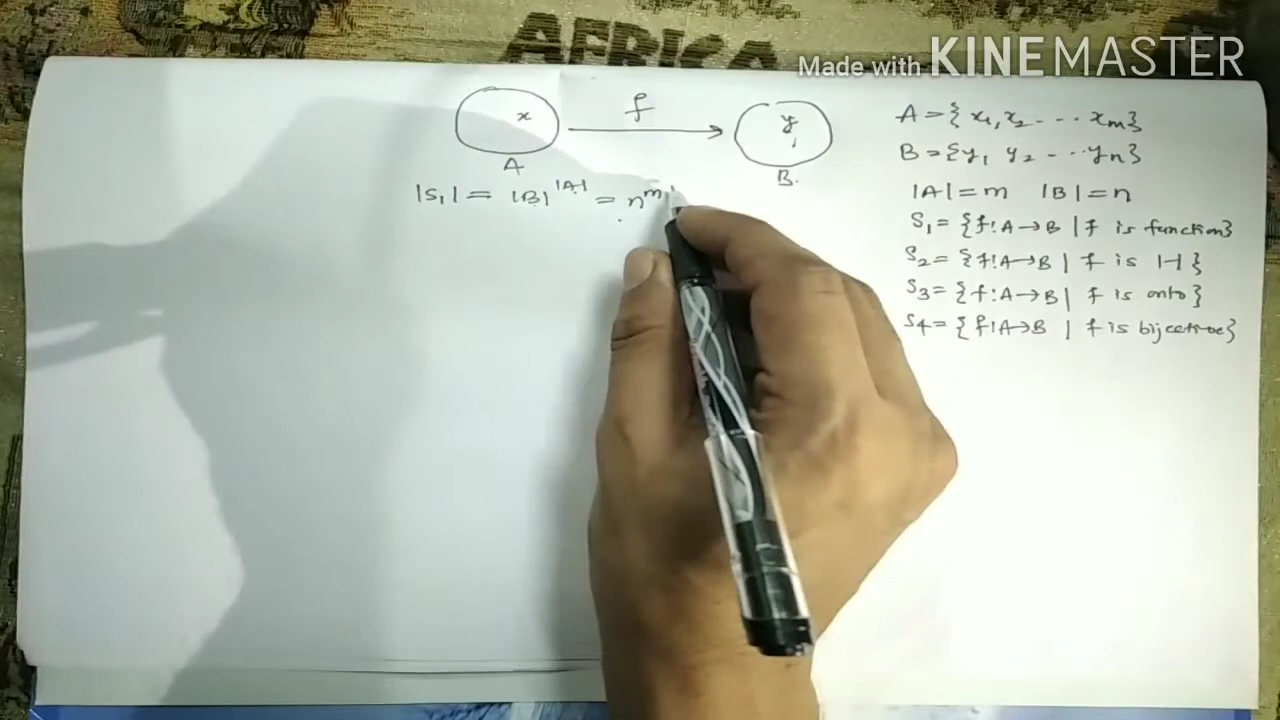 AFRICA
Made with KINEMASTER
x
f
y
A
B.
|S₁| = |B|^|A| = n^m
A = {x₁, x₂ - - · · · xₘ}
B = {y₁ y₂ - - · · yₙ}
|A| = m |B| = n
S₁ = {f: A→B | f is function}
S₂ = {f: A→B | f is 1-1}
S₃ = {f: A→B | f is onto}
S₄ = {f: A→B | f is bijective}